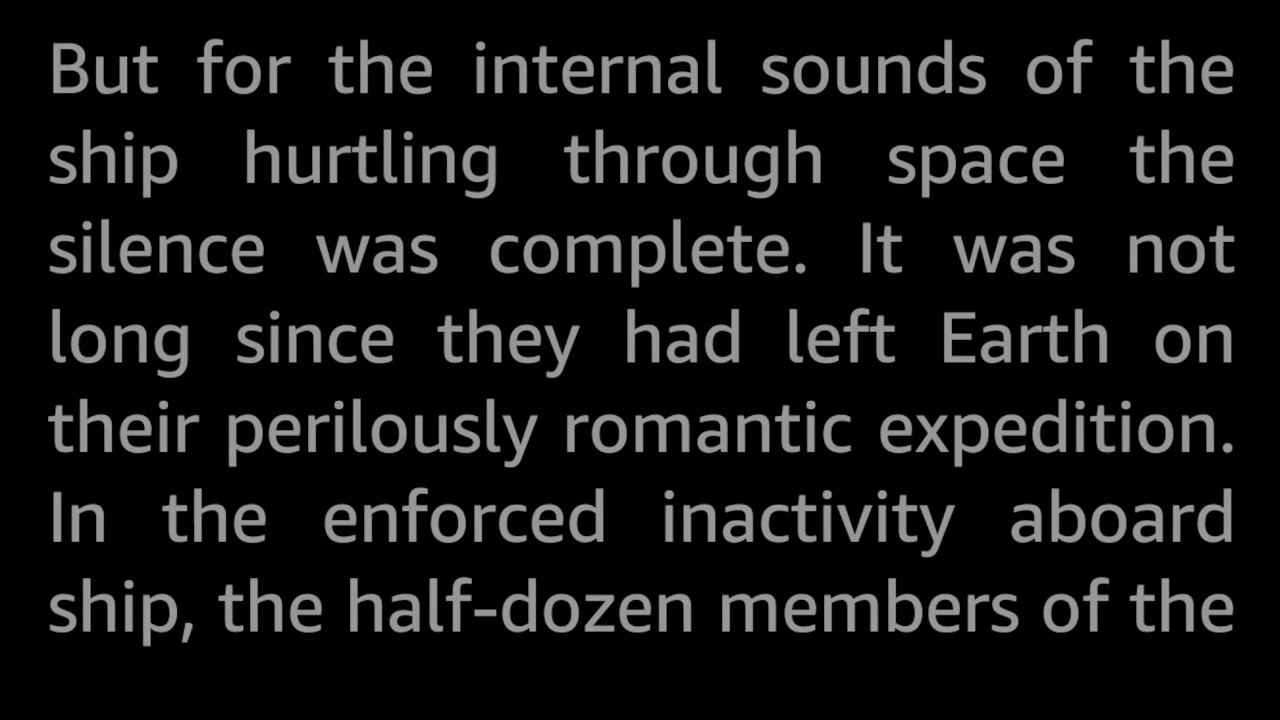 But for the internal sounds of the
ship hurtling through space the
silence was complete. It was not
long since they had left Earth on
their perilously romantic expedition.
In the enforced inactivity aboard
ship, the half-dozen members of the